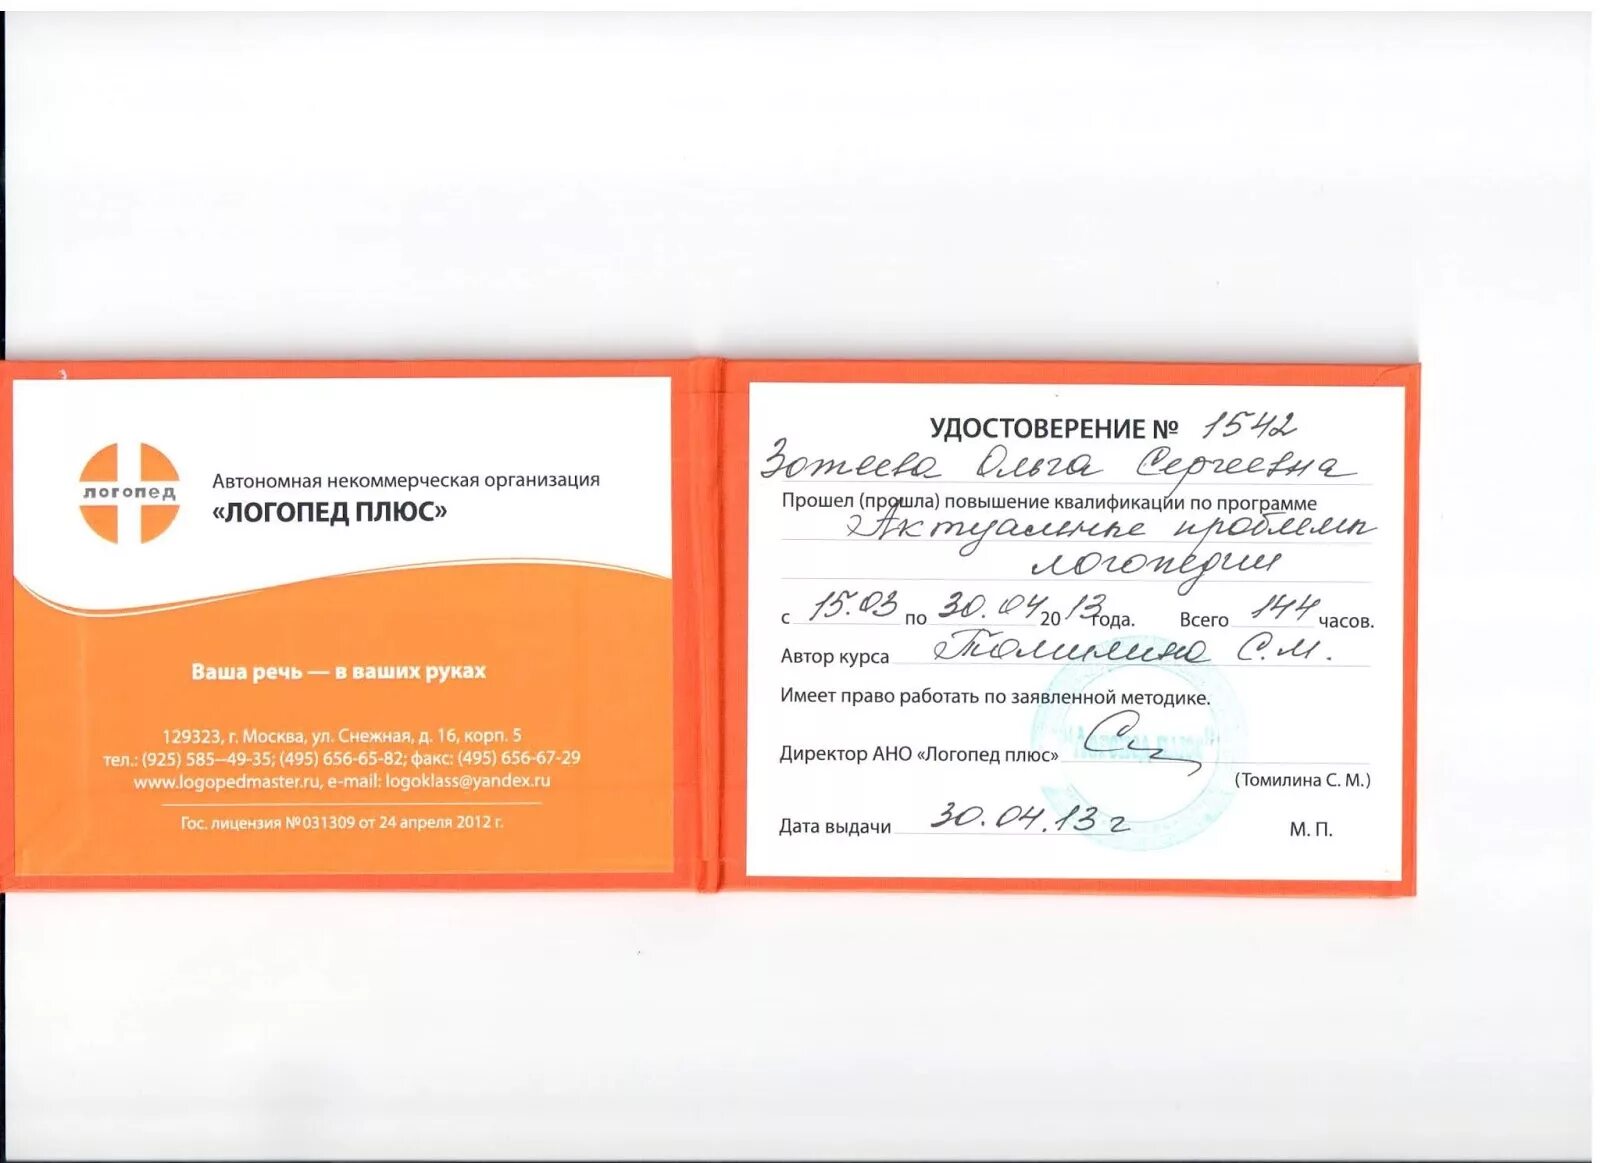 логопед
Автономная некоммерческая организация
«ЛОГОПЕД ПЛЮС»
Ваша речь — в ваших руках
129323, г. Москва, ул. Снежная, д. 16, корп. 5
тел.: (925) 585–49-35; (495) 656-65-82; факс: (495) 656-67-29
www.logopedmaster.ru, e-mail: logoklass@yandex.ru
Гос. лицензия №031309 от 24 апреля 2012 г.
УДОСТОВЕРЕНИЕ № 1542
Зотеева Ольга Сергеевна
Прошел (прошла) повышение квалификации по программе
«Актуальные проблемы
логопедии
с 15.03 по 30.04 2013 года. Всего 144 часов.
Автор курса Томилина С.М.
Имеет право работать по заявленной методике.
Директор АНО «Логопед плюс»
(Томилина С. М.)
Дата выдачи 30.04.13 г
М. П.